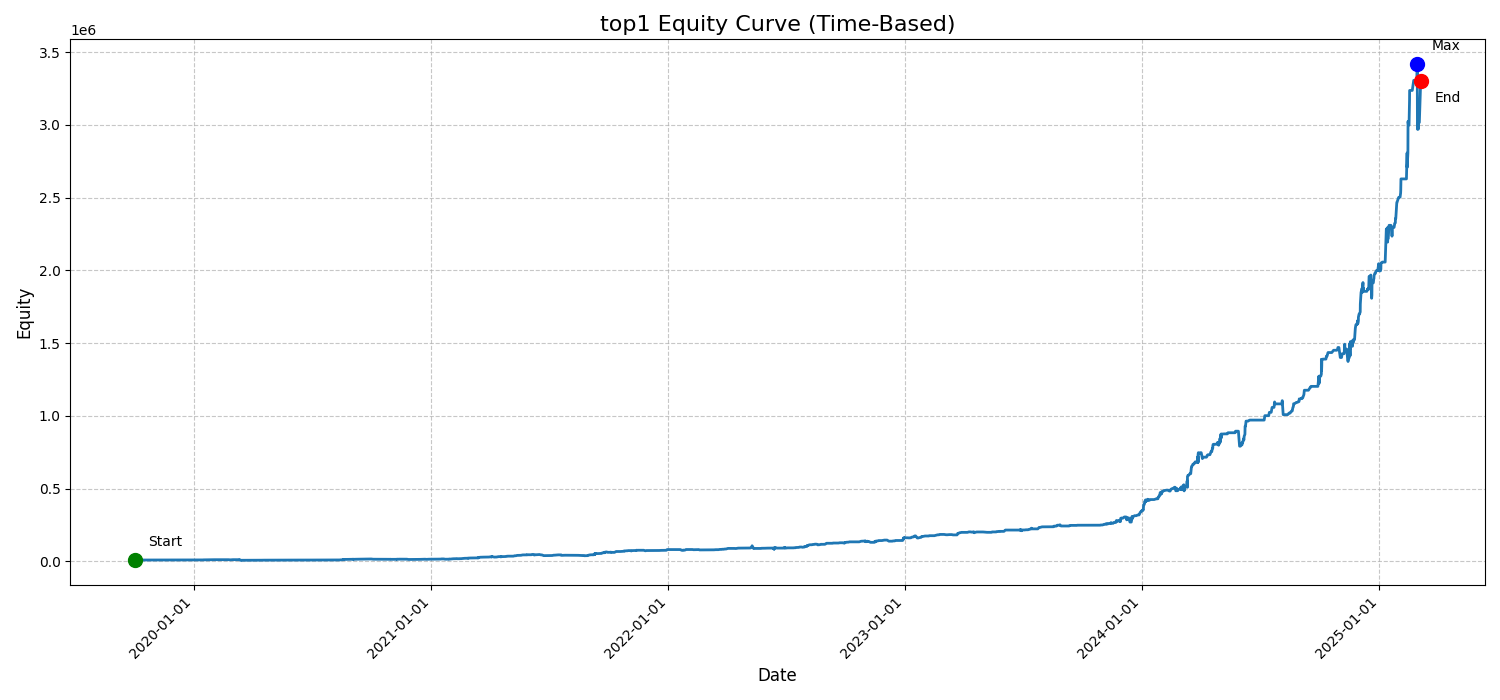 top1 Equity Curve (Time-Based)
1e6
3.5
3.0
2.5
2.0
1.5
1.0
0.5
0.0
Equity
Start
Max
End
2020-01-01
2021-01-01
2022-01-01
2023-01-01
2024-01-01
2025-01-01
Date